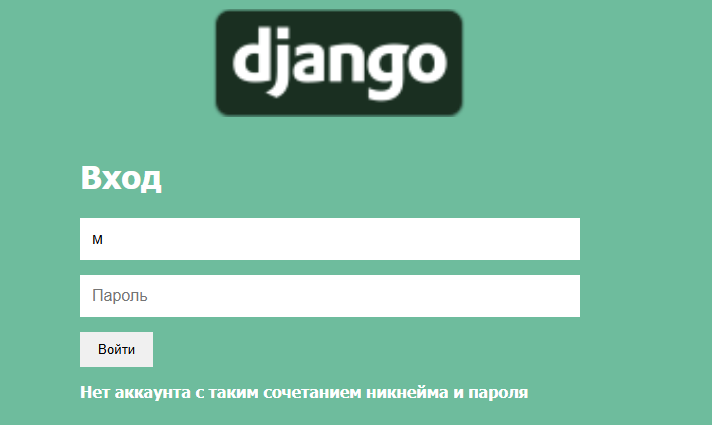 django
Вход
м
Пароль
Войти
Нет аккаунта с таким сочетанием никнейма и пароля